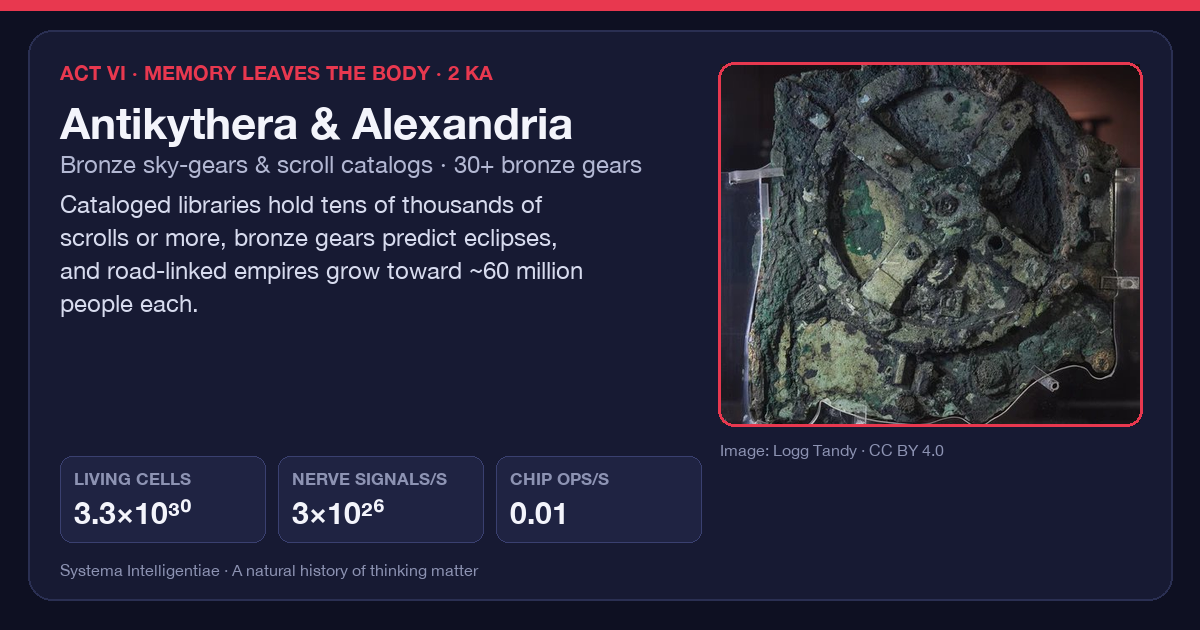 ACT VI · MEMORY LEAVES THE BODY · 2 KA
Antikythera & Alexandria
Bronze sky-gears & scroll catalogs · 30+ bronze gears
Cataloged libraries hold tens of thousands of
scrolls or more, bronze gears predict eclipses,
and road-linked empires grow toward ~60 million
people each.
Image: Logg Tandy · CC BY 4.0
LIVING CELLS
3.3×10³⁰
NERVE SIGNALS/S
3×10²⁶
CHIP OPS/S
0.01
Systema Intelligentiae · A natural history of thinking matter